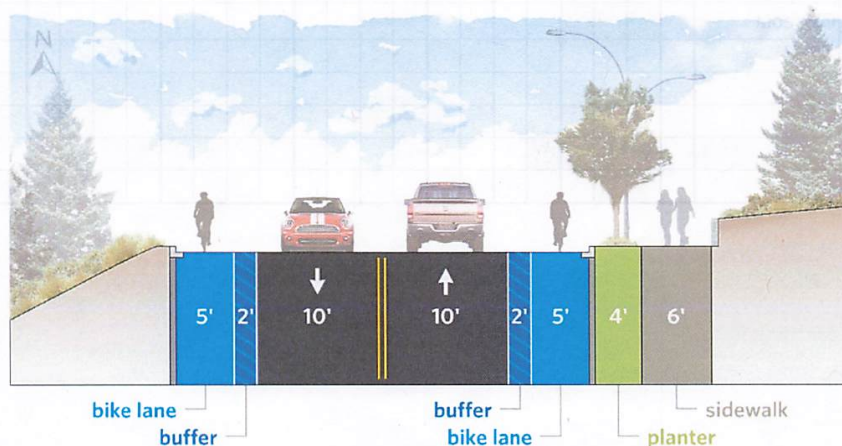 N
5'
2'
10'
10'
2'
5'
4'
6'
bike lane
buffer
buffer
bike lane
planter
sidewalk